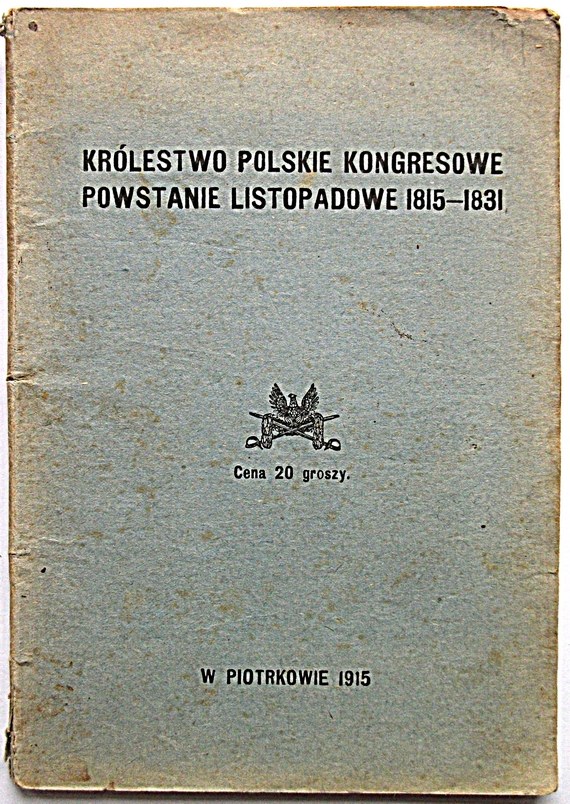 KRÓLESTWO POLSKIE KONGRESOWE
POWSTANIE LISTOPADOWE 1815—1831
Cena 20 groszy.
W PIOTRKOWIE 1915